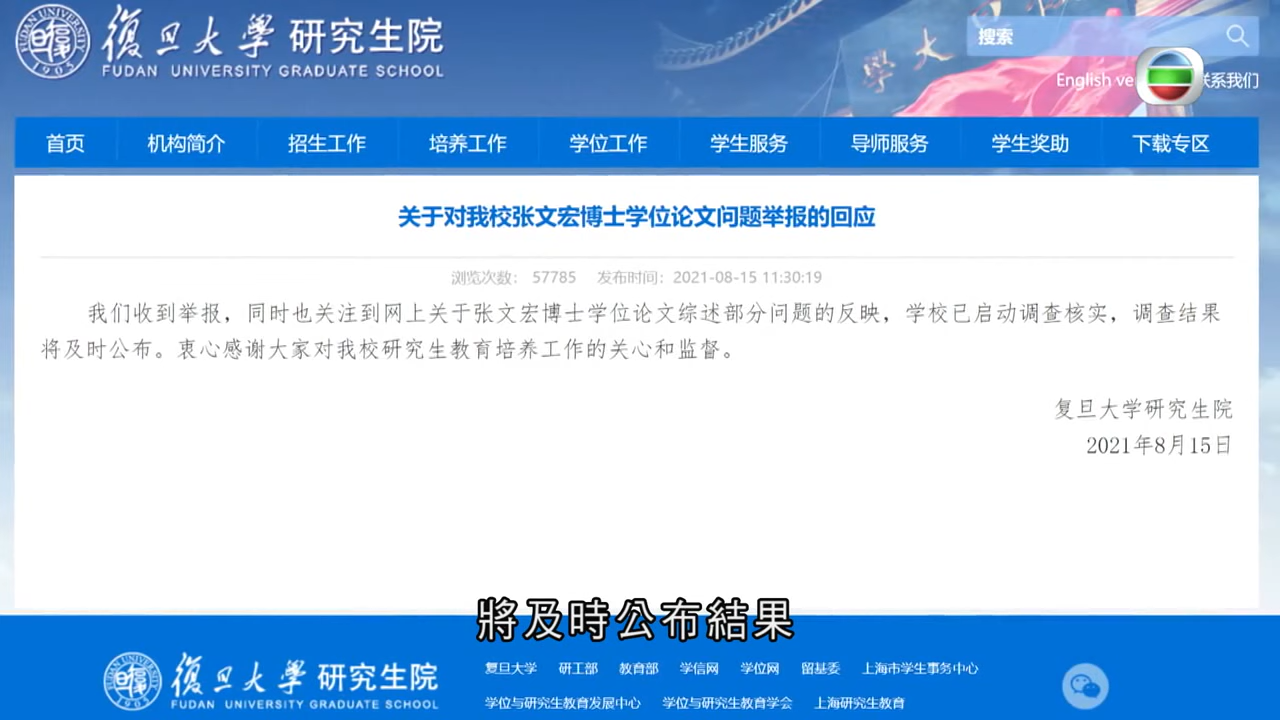 復旦大學 研究生院
FUDAN UNIVERSITY GRADUATE SCHOOL
FUDAN UNIVERSITY
1905
學 大
搜索
English ve
系我们
首页 机构简介 招生工作 培养工作 学位工作 学生服务 导师服务 学生奖助 下载专区
关于对我校张文宏博士学位论文问题举报的回应
浏览次数: 57785 发布时间: 2021-08-15 11:30:19
我们收到举报，同时也关注到网上关于张文宏博士学位论文综述部分问题的反映，学校已启动调查核实，调查结果
将及时公布。衷心感谢大家对我校研究生教育培养工作的关心和监督。
复旦大学研究生院
2021年8月15日
將及時公布結果
復旦大學 研究生院
FUDAN UNIVERSITY GRADUATE SCHOOL
复旦大学 研工部 教育部 学信网 学位网 留基委 上海市学生事务中心
学位与研究生教育发展中心 学位与研究生教育学会 上海研究生教育